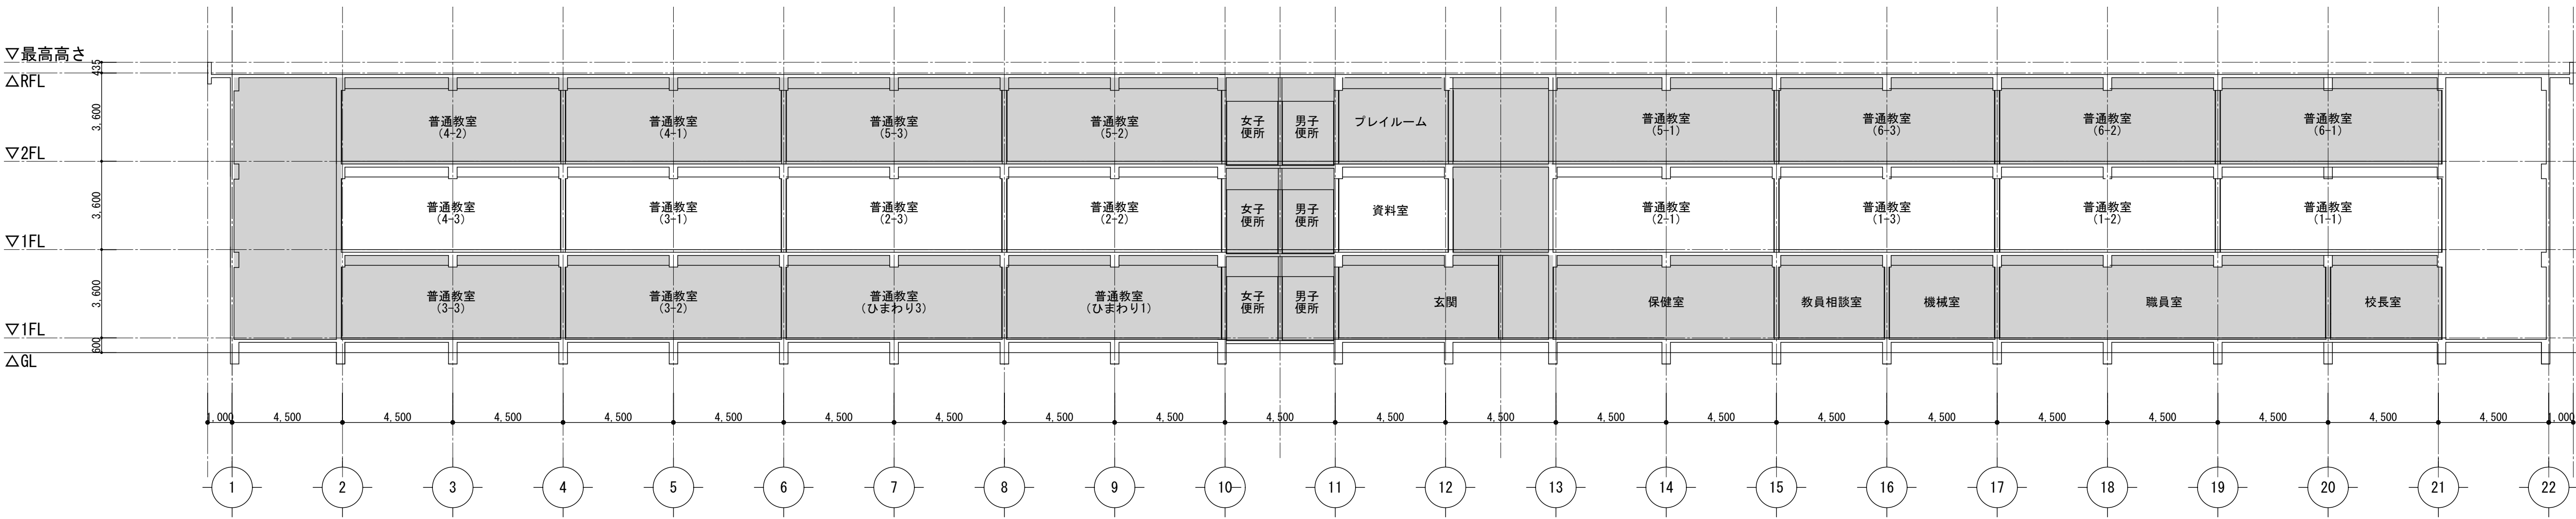 ▽最高高さ
435
△RFL
3,600
普通教室
(4-2)
普通教室
(4-1)
普通教室
(5-3)
普通教室
(5-2)
女子
便所
男子
便所
プレイルーム
普通教室
(5-1)
普通教室
(6-3)
普通教室
(6-2)
普通教室
(6-1)
▽2FL
3,600
普通教室
(4-3)
普通教室
(3-1)
普通教室
(2-3)
普通教室
(2-2)
女子
便所
男子
便所
資料室
普通教室
(2-1)
普通教室
(1-3)
普通教室
(1-2)
普通教室
(1-1)
▽1FL
3,600
普通教室
(3-3)
普通教室
(3-2)
普通教室
(ひまわり3)
普通教室
(ひまわり1)
女子
便所
男子
便所
玄関
保健室
教員相談室
機械室
職員室
校長室
▽1FL
600
△GL
1,000 4,500 4,500 4,500 4,500 4,500 4,500 4,500 4,500 4,500 4,500 4,500 4,500 4,500 4,500 4,500 4,500 4,500 4,500 4,500 4,500 4,500 1,000
1 2 3 4 5 6 7 8 9 10 11 12 13 14 15 16 17 18 19 20 21 22